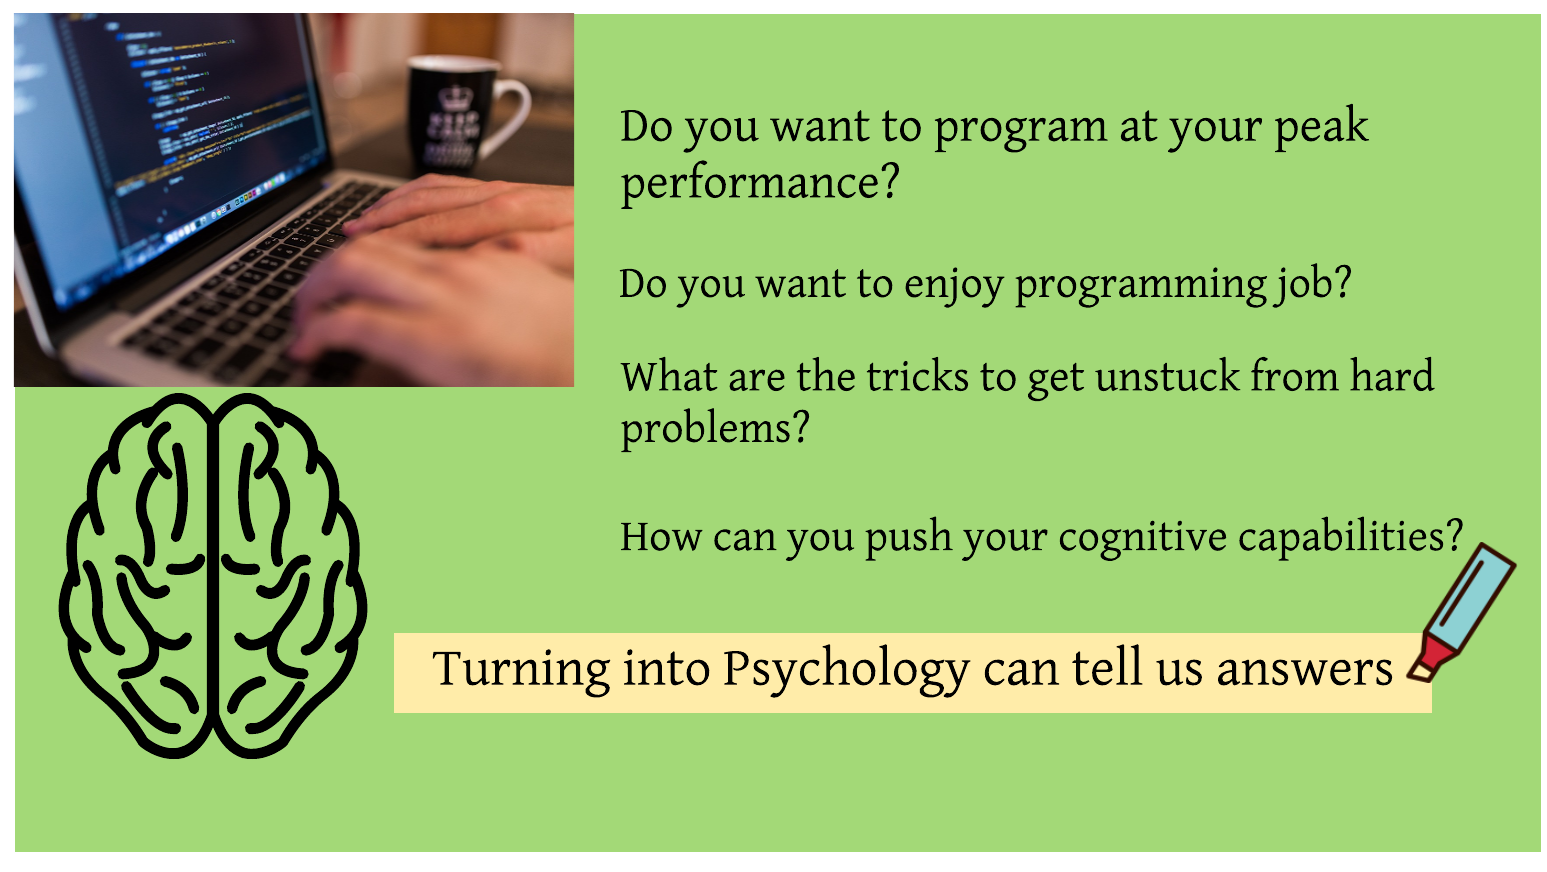 Do you want to program at your peak
performance?
Do you want to enjoy programming job?
What are the tricks to get unstuck from hard
problems?
How can you push your cognitive capabilities?
Turning into Psychology can tell us answers